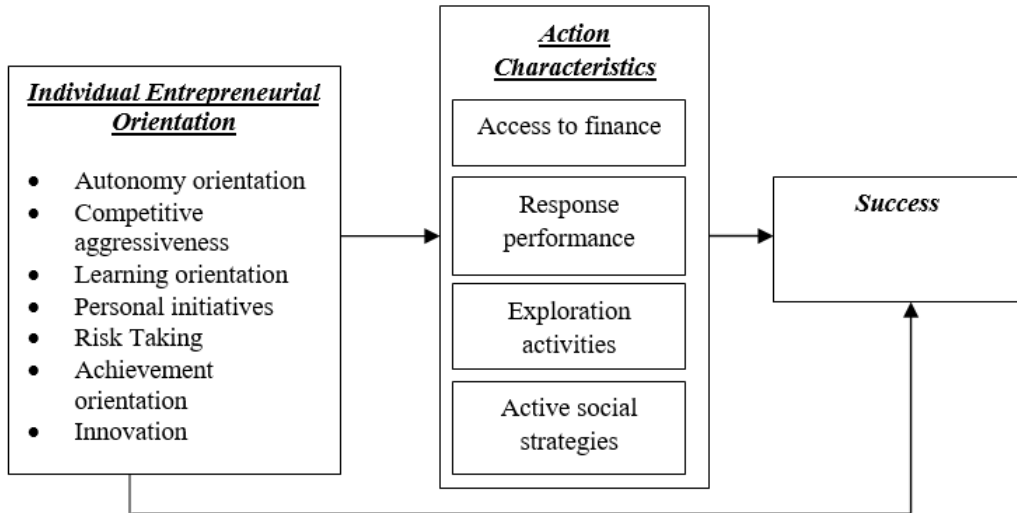 Individual Entrepreneurial
Orientation
• Autonomy orientation
• Competitive
aggressiveness
• Learning orientation
• Personal initiatives
• Risk Taking
• Achievement
orientation
• Innovation
Action
Characteristics
Access to finance
Response
performance
Exploration
activities
Active social
strategies
Success